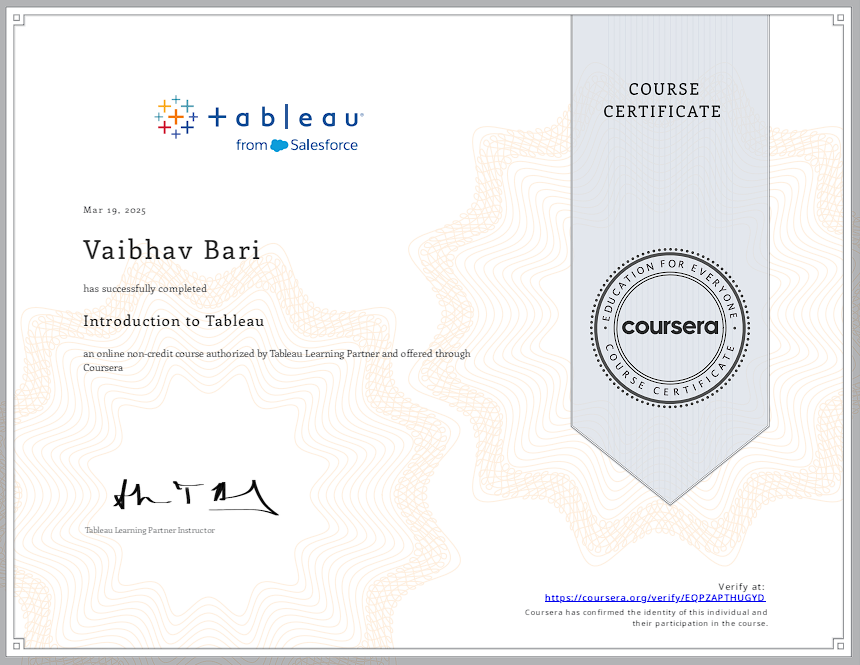 tableau
from Salesforce
COURSE
CERTIFICATE
Mar 19, 2025
Vaibhav Bari
has successfully completed
Introduction to Tableau
an online non-credit course authorized by Tableau Learning Partner and offered through
Coursera
EDUCATION FOR EVERYONE
coursera
COURSE CERTIFICATE
Tableau Learning Partner Instructor
Verify at:
https://coursera.org/verify/EQPZAPTHUGYD
Coursera has confirmed the identity of this individual and
their participation in the course.